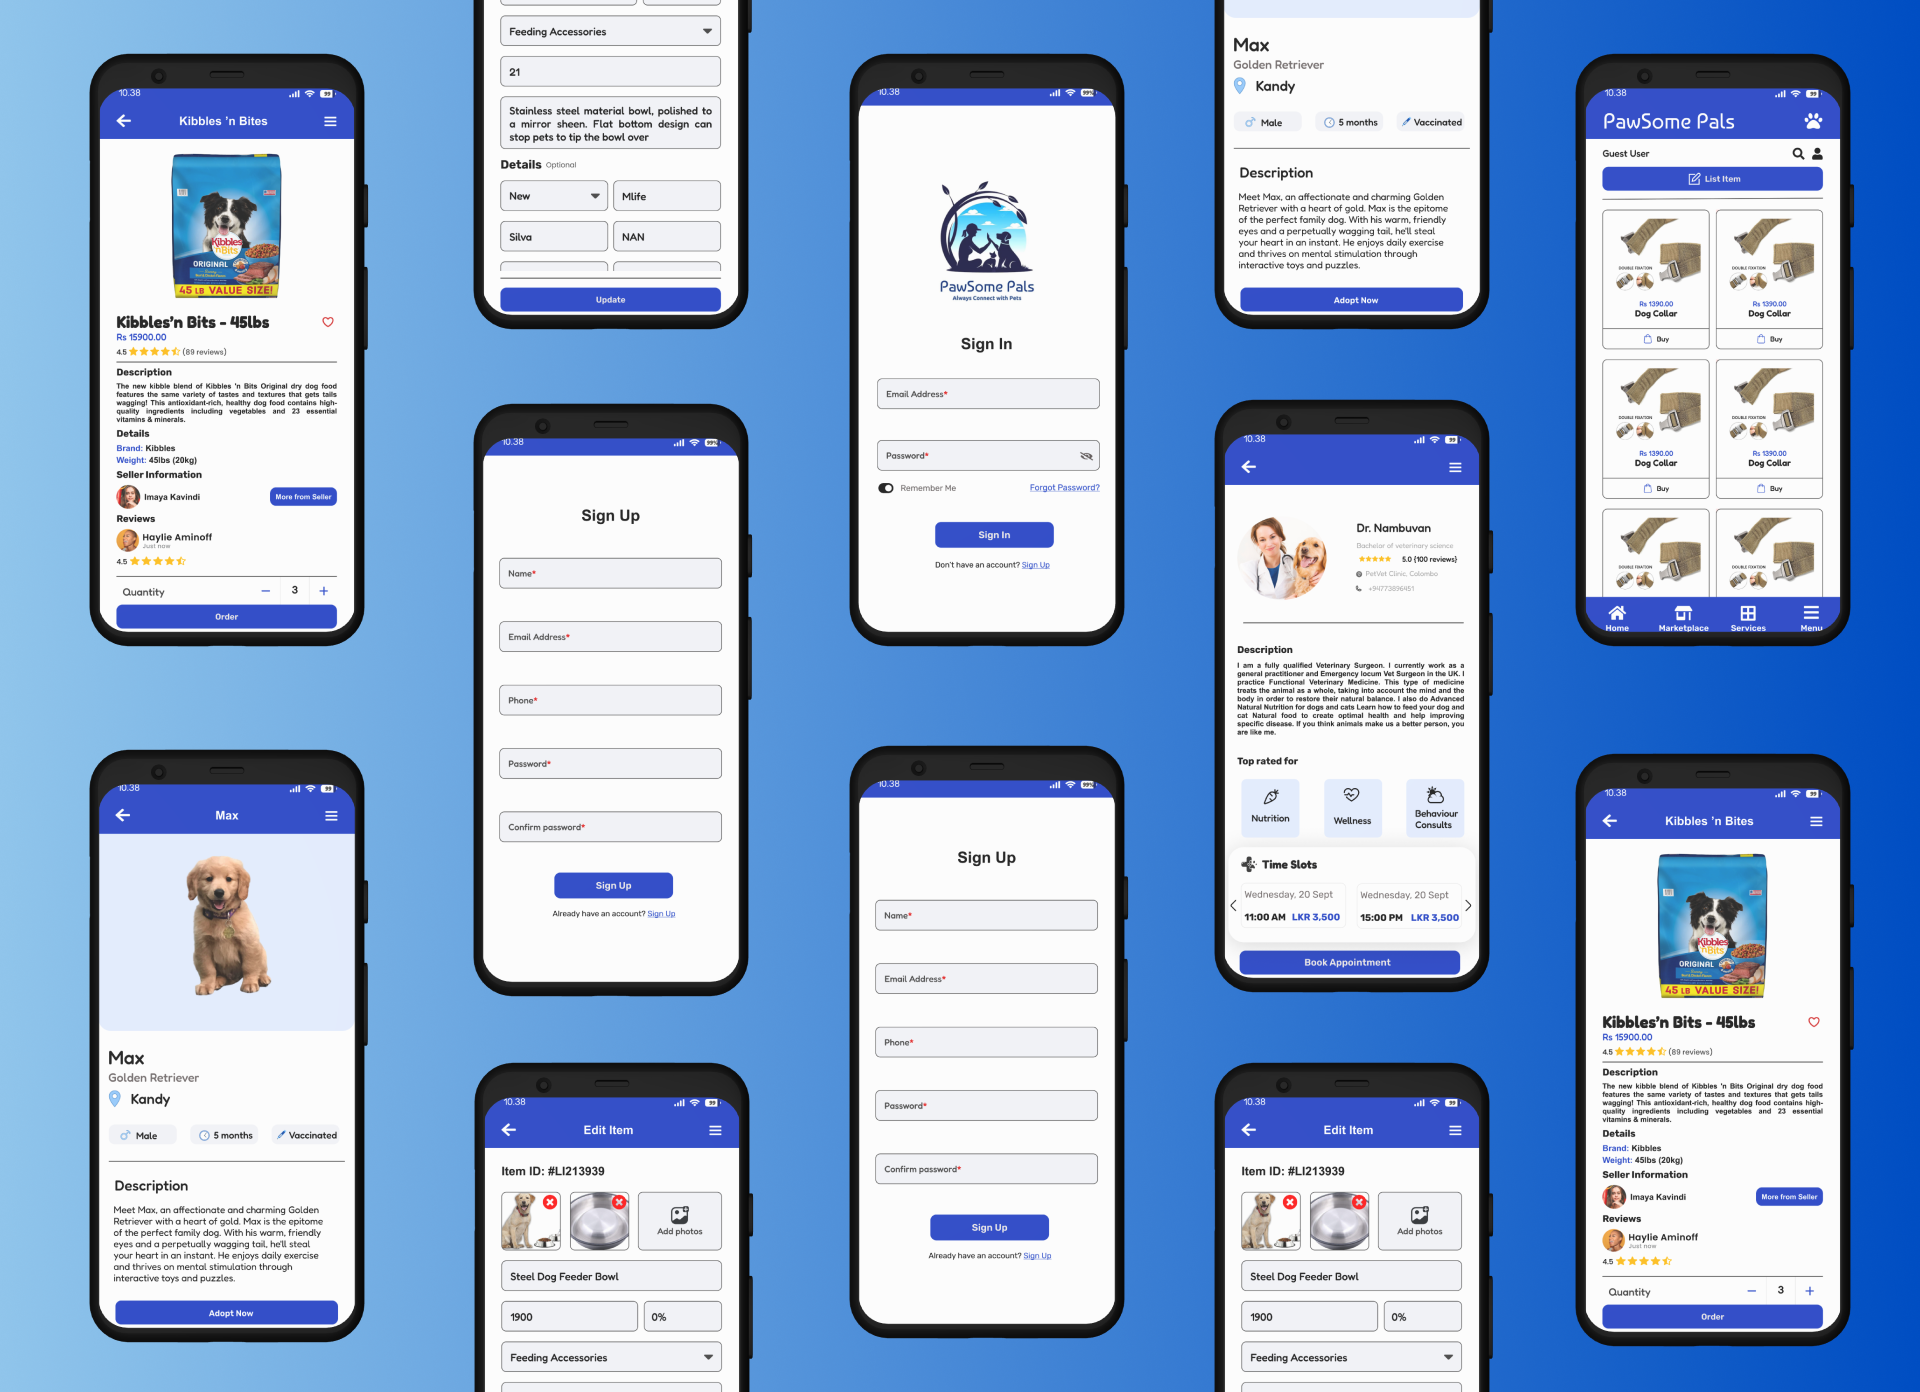 10.38
99
Kibbles 'n Bites
Kibbles
'n Bits
ORIGINAL
45 LB VALUE SIZE!
Kibbles'n Bits - 45lbs
Rs 15900.00
4.5 (89 reviews)
Description
The new kibble blend of Kibbles 'n Bits Original dry dog food
features the same variety of tastes and textures that gets tails
wagging! This antioxidant-rich, healthy dog food contains high-
quality ingredients including vegetables and 23 essential
vitamins & minerals.
Details
Brand: Kibbles
Weight: 45lbs (20kg)
Seller Information
Imaya Kavindi
More from Seller
Reviews
Haylie Aminoff
Just now
4.5
Quantity
3
Order
10.38
99
Max
Max
Golden Retriever
Kandy
Male
5 months
Vaccinated
Description
Meet Max, an affectionate and charming Golden
Retriever with a heart of gold. Max is the epitome
of the perfect family dog. With his warm, friendly
eyes and a perpetually wagging tail, he'll steal
your heart in an instant. He enjoys daily exercise
and thrives on mental stimulation through
interactive toys and puzzles.
Adopt Now
Feeding Accessories
21
Stainless steel material bowl, polished to
a mirror sheen. Flat bottom design can
stop pets to tip the bowl over
Details Optional
New
Mlife
Silva
NAN
Update
10.38
99%
Sign Up
Name*
Email Address*
Phone*
Password*
Confirm password*
Sign Up
Already have an account? Sign Up
10.38
99
Edit Item
Item ID: #LI213939
Add photos
Steel Dog Feeder Bowl
1900
0%
Feeding Accessories
10.38
99%
PawSome Pals
Always Connect with Pets
Sign In
Email Address*
Password*
Remember Me
Forgot Password?
Sign In
Don't have an account? Sign Up
10.38
99%
Sign Up
Name*
Email Address*
Phone*
Password*
Confirm password*
Sign Up
Already have an account? Sign Up
Max
Golden Retriever
Kandy
Male
5 months
Vaccinated
Description
Meet Max, an affectionate and charming Golden
Retriever with a heart of gold. Max is the epitome
of the perfect family dog. With his warm, friendly
eyes and a perpetually wagging tail, he'll steal
your heart in an instant. He enjoys daily exercise
and thrives on mental stimulation through
interactive toys and puzzles.
Adopt Now
10.38
99
Dr. Nambuvan
Bachelor of veterinary science
5.0 (100 reviews)
PetVet Clinic, Colombo
+94773896451
Description
I am a fully qualified Veterinary Surgeon. I currently work as a
general practitioner and Emergency locum Vet Surgeon in the UK. I
practice Functional Veterinary Medicine. This type of medicine
treats the animal as a whole, taking into account the mind and the
body in order to restore their natural balance. I also do Advanced
Natural Nutrition for dogs and cats Learn how to feed your dog and
cat Natural food to create optimal health and help improving
specific disease. If you think animals make us a better person, you
are like me.
Top rated for
Nutrition
Wellness
Behaviour
Consults
Time Slots
Wednesday, 20 Sept
11:00 AM LKR 3,500
Wednesday, 20 Sept
15:00 PM LKR 3,500
Book Appointment
10.38
99
Edit Item
Item ID: #LI213939
Add photos
Steel Dog Feeder Bowl
1900
0%
Feeding Accessories
10.38
99
PawSome Pals
Guest User
List Item
DOUBLE FIXATION
Rs 1390.00
Dog Collar
Buy
DOUBLE FIXATION
Rs 1390.00
Dog Collar
Buy
DOUBLE FIXATION
Rs 1390.00
Dog Collar
Buy
DOUBLE FIXATION
Rs 1390.00
Dog Collar
Buy
DOUBLE FIXATION
DOUBLE FIXATION
Home
Marketplace
Services
Menu
10.38
99
Kibbles 'n Bites
Kibbles
'n Bits
ORIGINAL
45 LB VALUE SIZE!
Kibbles'n Bits - 45lbs
Rs 15900.00
4.5 (89 reviews)
Description
The new kibble blend of Kibbles 'n Bits Original dry dog food
features the same variety of tastes and textures that gets tails
wagging! This antioxidant-rich, healthy dog food contains high-
quality ingredients including vegetables and 23 essential
vitamins & minerals.
Details
Brand: Kibbles
Weight: 45lbs (20kg)
Seller Information
Imaya Kavindi
More from Seller
Reviews
Haylie Aminoff
Just now
4.5
Quantity
3
Order